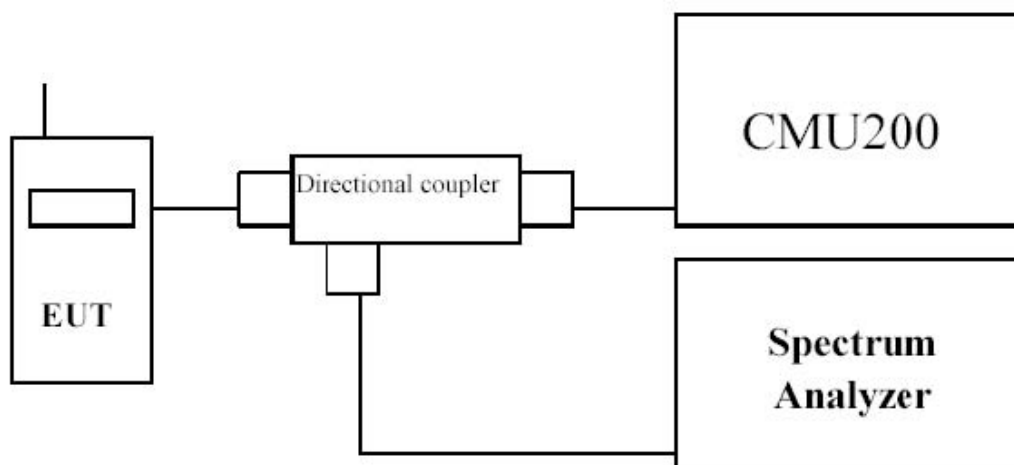 CMU200
Directional coupler
EUT
Spectrum
Analyzer